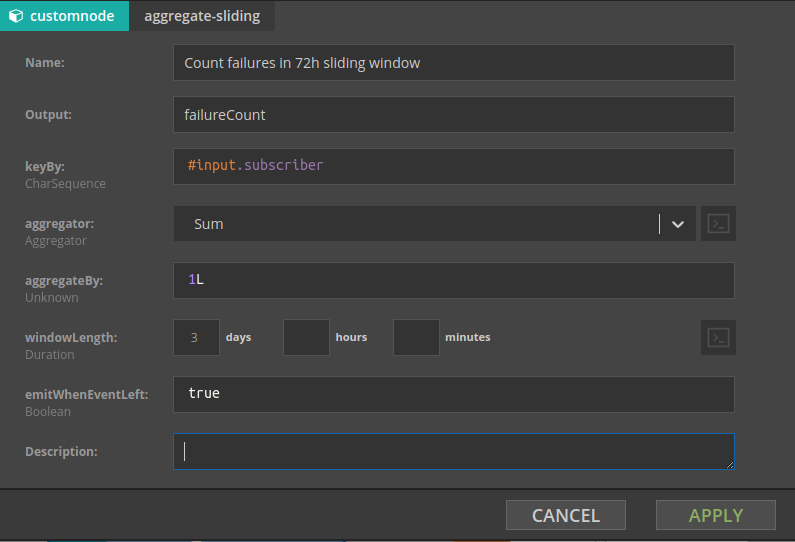 customnode aggregate-sliding
Name: Count failures in 72h sliding window
Output: failureCount
keyBy: #input.subscriber
CharSequence
aggregator: Sum
Aggregator
aggregateBy: 1L
Unknown
windowLength: 3 days hours minutes
Duration
emitWhenEventLeft: true
Boolean
Description:
CANCEL APPLY